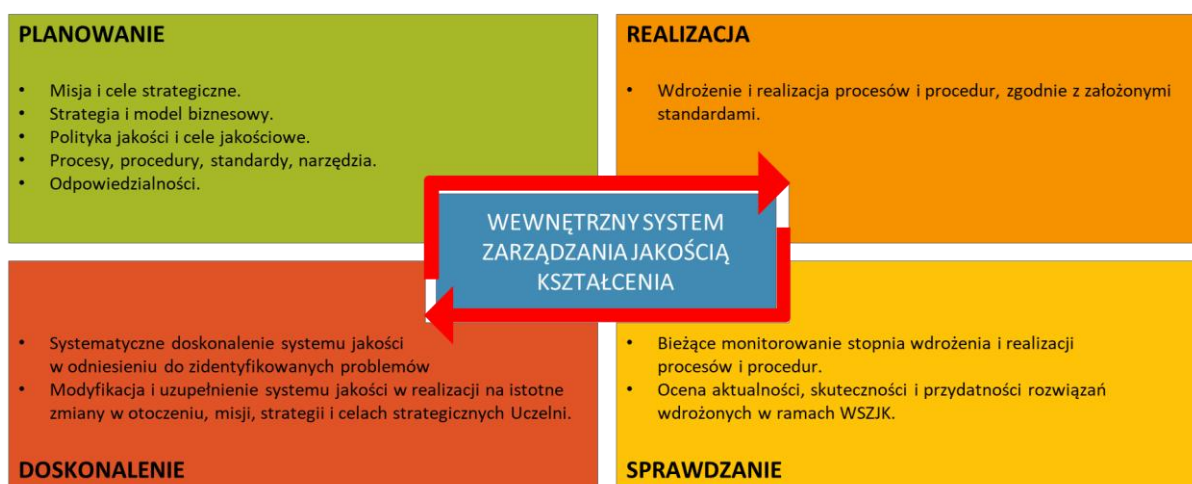 PLANOWANIE
• Misja i cele strategiczne.
• Strategia i model biznesowy.
• Polityka jakości i cele jakościowe.
• Procesy, procedury, standardy, narzędzia.
• Odpowiedzialności.
REALIZACJA
• Wdrożenie i realizacja procesów i procedur, zgodnie z założonymi
standardami.
WEWNĘTRZNY SYSTEM
ZARZĄDZANIA JAKOŚCIĄ
KSZTAŁCENIA
• Systematyczne doskonalenie systemu jakości
w odniesieniu do zidentyfikowanych problemów
• Modyfikacja i uzupełnienie systemu jakości w realizacji na istotne
zmiany w otoczeniu, misji, strategii i celach strategicznych Uczelni.
DOSKONALENIE
• Bieżące monitorowanie stopnia wdrożenia i realizacji
procesów i procedur.
• Ocena aktualności, skuteczności i przydatności rozwiązań
wdrożonych w ramach WSZJK.
SPRAWDZANIE